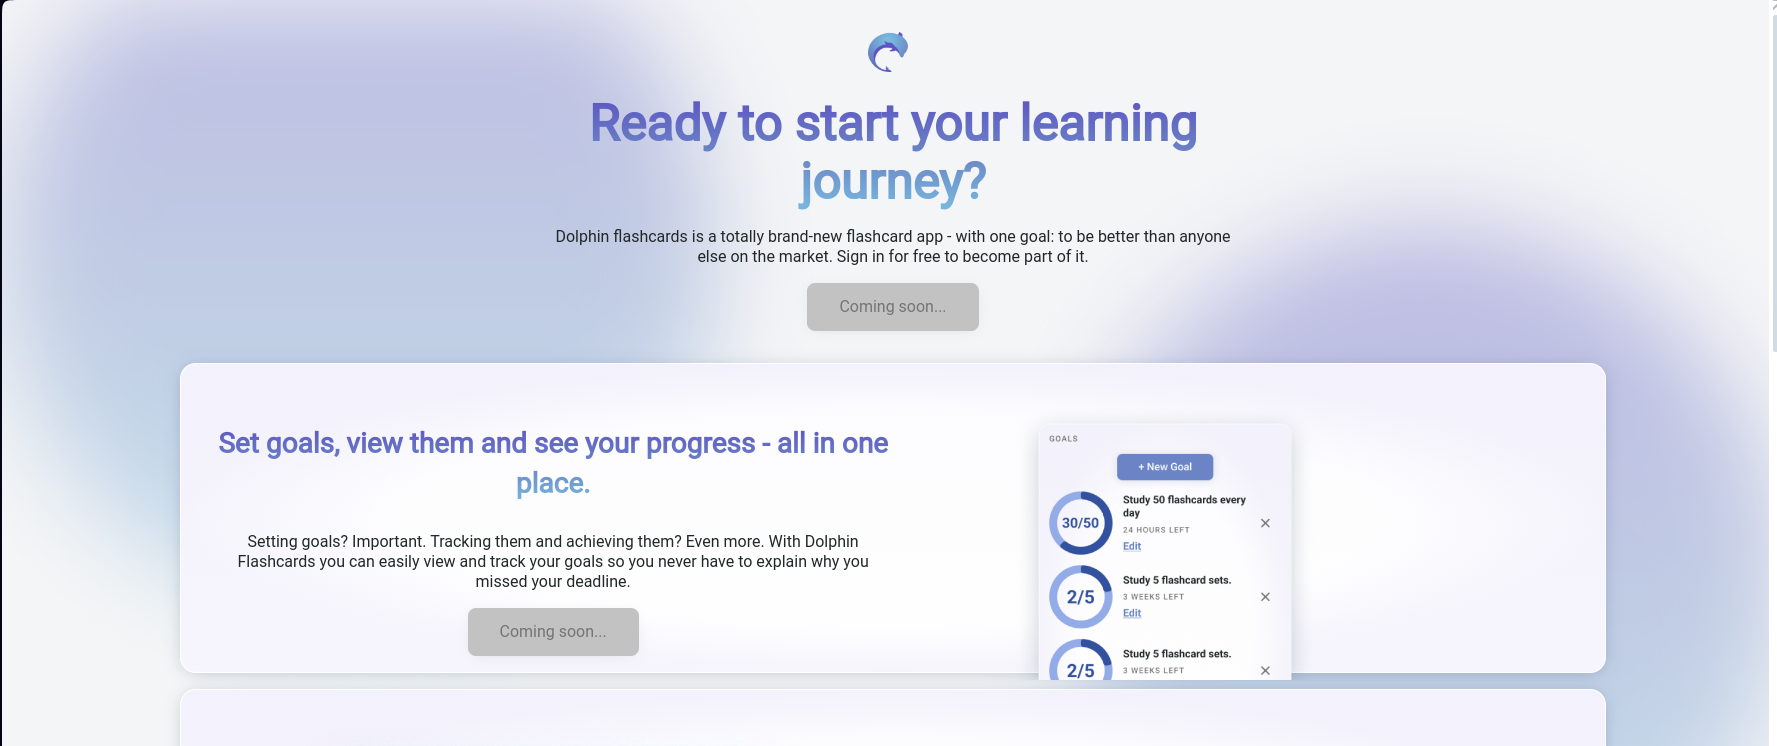 Ready to start your learning
journey?
Dolphin flashcards is a totally brand-new flashcard app - with one goal: to be better than anyone
else on the market. Sign in for free to become part of it.
Coming soon...
Set goals, view them and see your progress - all in one
place.
Setting goals? Important. Tracking them and achieving them? Even more. With Dolphin
Flashcards you can easily view and track your goals so you never have to explain why you
missed your deadline.
Coming soon...
GOALS
+ New Goal
30/50
Study 50 flashcards every
day
24 HOURS LEFT
Edit
2/5
Study 5 flashcard sets.
3 WEEKS LEFT
Edit
2/5
Study 5 flashcard sets.
3 WEEKS LEFT